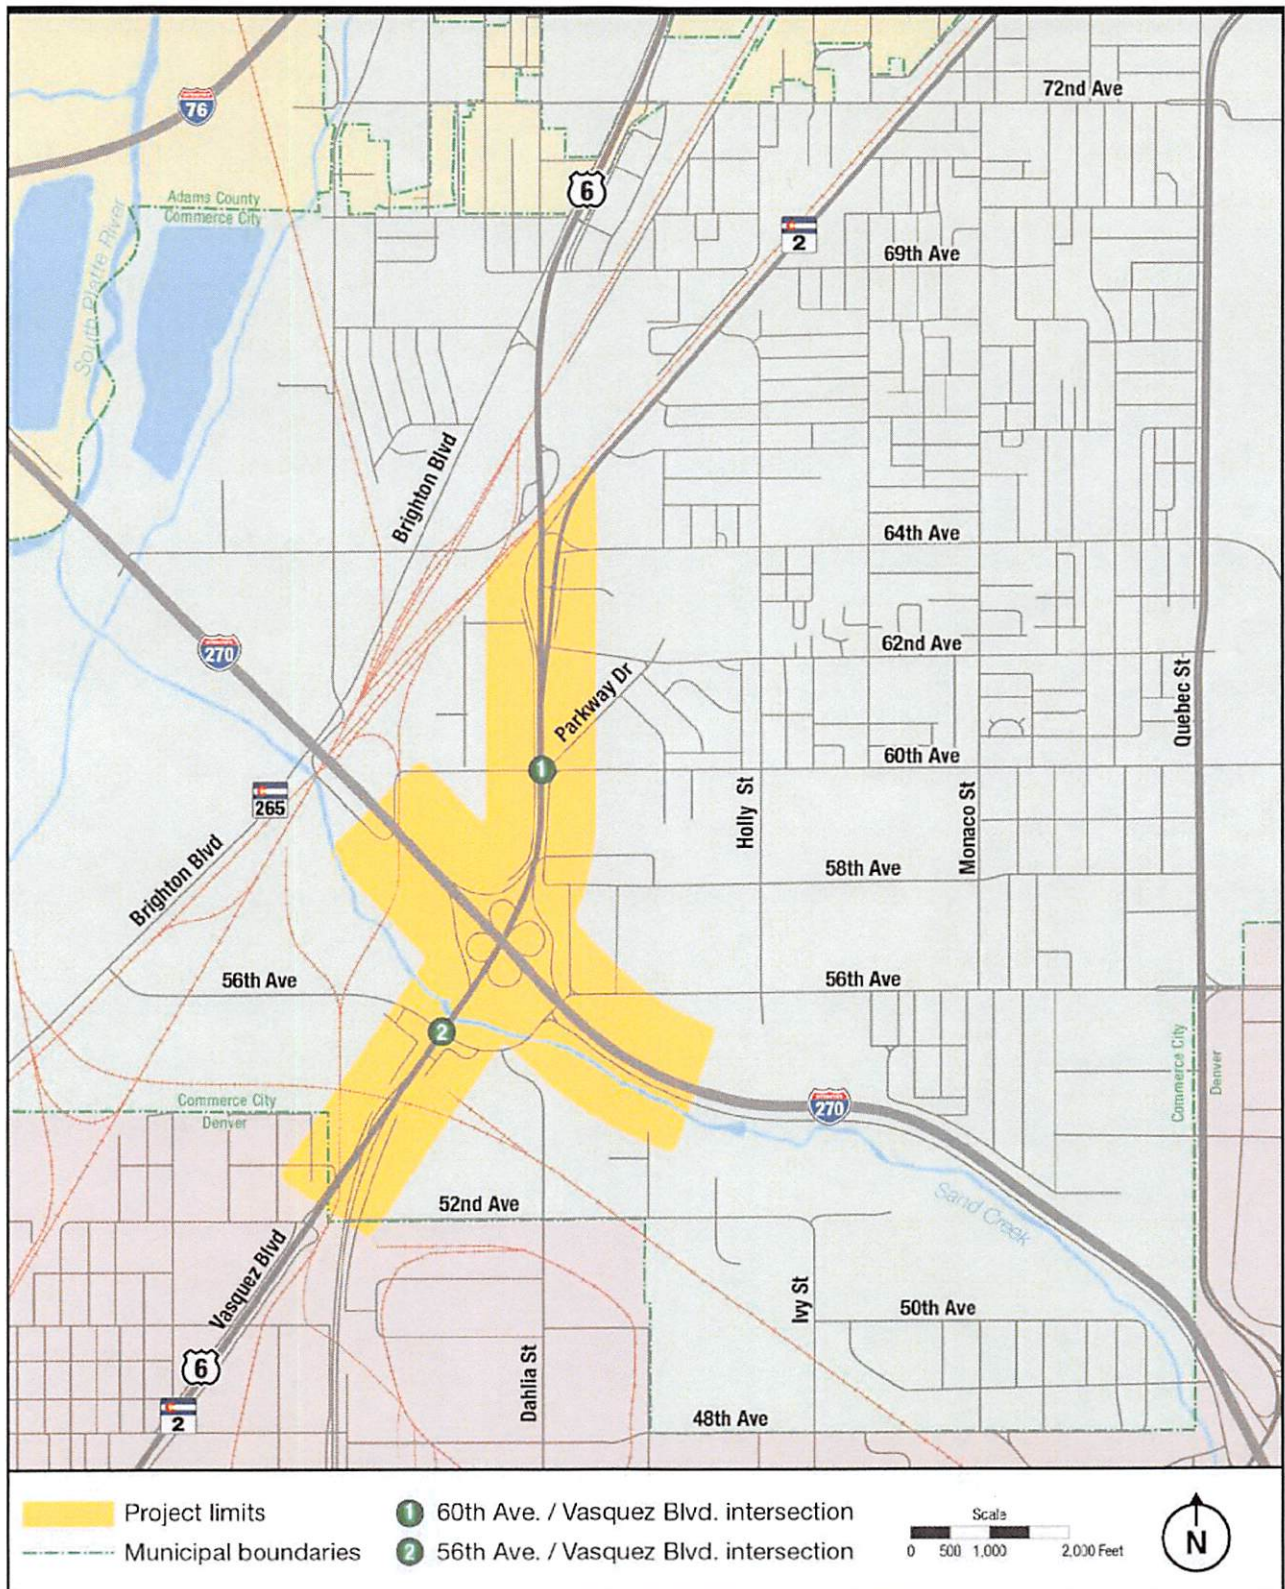 72nd Ave
76
6
Adams County
Commerce City
2
South Platte River
69th Ave
Brighton Blvd
64th Ave
270
62nd Ave
Parkway Dr
Quebec St
60th Ave
1
265
Holly St
Monaco St
Brighton Blvd
58th Ave
56th Ave
56th Ave
2
Commerce City
Denver
Commerce City
Denver
270
52nd Ave
Sand Creek
Vasquez Blvd
Ivy St
50th Ave
6
Dahlia St
2
48th Ave
Project limits
1 60th Ave. / Vasquez Blvd. intersection
Scale
Municipal boundaries
2 56th Ave. / Vasquez Blvd. intersection
0 500 1,000 2,000 Feet
N